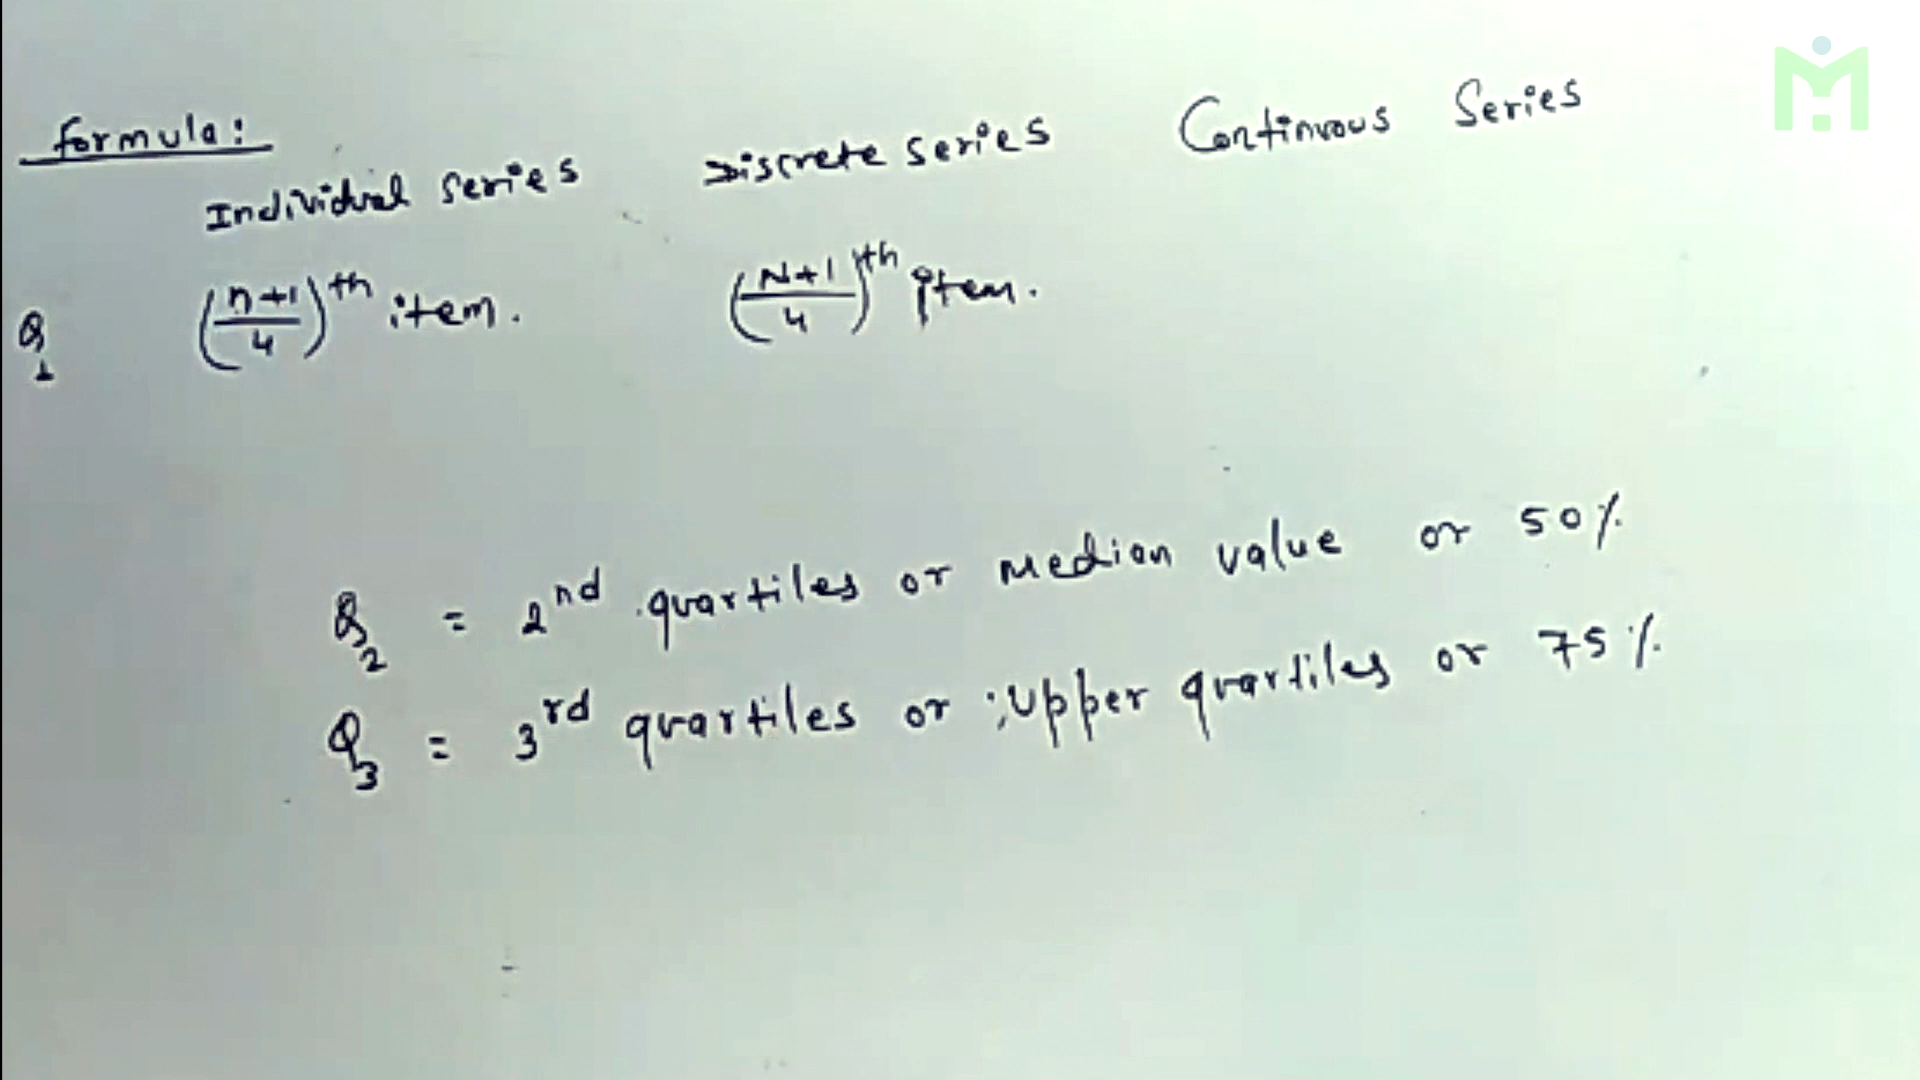 formula:
Individual series Discrete series Continuous Series
Q1 (n+1/4)th item. (N+1/4)th item.
Q2 = 2nd quartiles or median value or 50%
Q3 = 3rd quartiles or upper quartiles or 75%